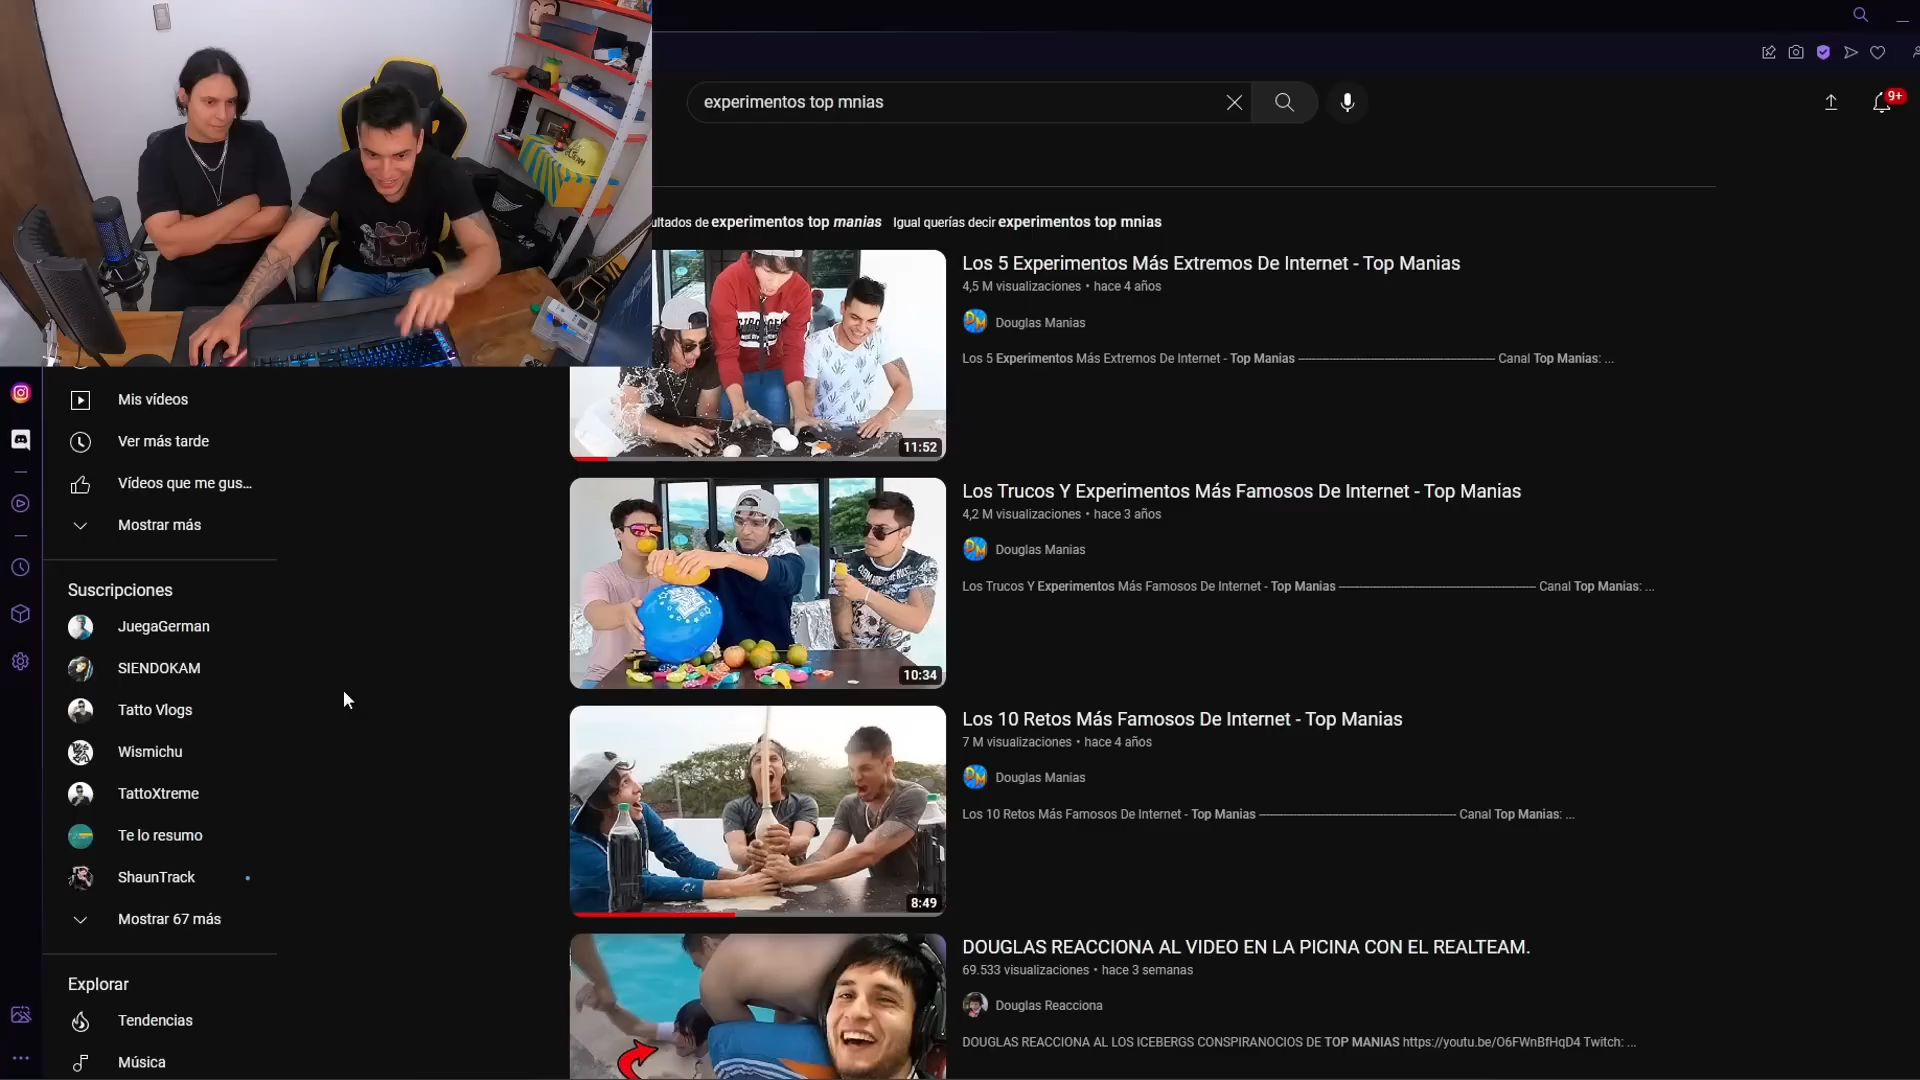 experimentos top mnias
9+
ultados de experimentos top manias Igual querías decir experimentos top mnias
Los 5 Experimentos Más Extremos De Internet - Top Manias
4,5 M visualizaciones • hace 4 años
Douglas Manias
Los 5 Experimentos Más Extremos De Internet - Top Manias ---------------------------------------- Canal Top Manias: ...
11:52
Mis vídeos
Ver más tarde
Vídeos que me gus...
Mostrar más
Los Trucos Y Experimentos Más Famosos De Internet - Top Manias
4,2 M visualizaciones • hace 3 años
Douglas Manias
Los Trucos Y Experimentos Más Famosos De Internet - Top Manias ---------------------------------------- Canal Top Manias: ...
10:34
Suscripciones
JuegaGerman
SIENDOKAM
Tatto Vlogs
Wismichu
TattoXtreme
Te lo resumo
ShaunTrack
Mostrar 67 más
Los 10 Retos Más Famosos De Internet - Top Manias
7 M visualizaciones • hace 4 años
Douglas Manias
Los 10 Retos Más Famosos De Internet - Top Manias ---------------------------------------- Canal Top Manias: ...
8:49
DOUGLAS REACCIONA AL VIDEO EN LA PICINA CON EL REALTEAM.
69.533 visualizaciones • hace 3 semanas
Douglas Reacciona
DOUGLAS REACCIONA AL LOS ICEBERGS CONSPIRANOCIOS DE TOP MANIAS https://youtu.be/O6FWnBfHqD4 Twitch: ...
Explorar
Tendencias
Música